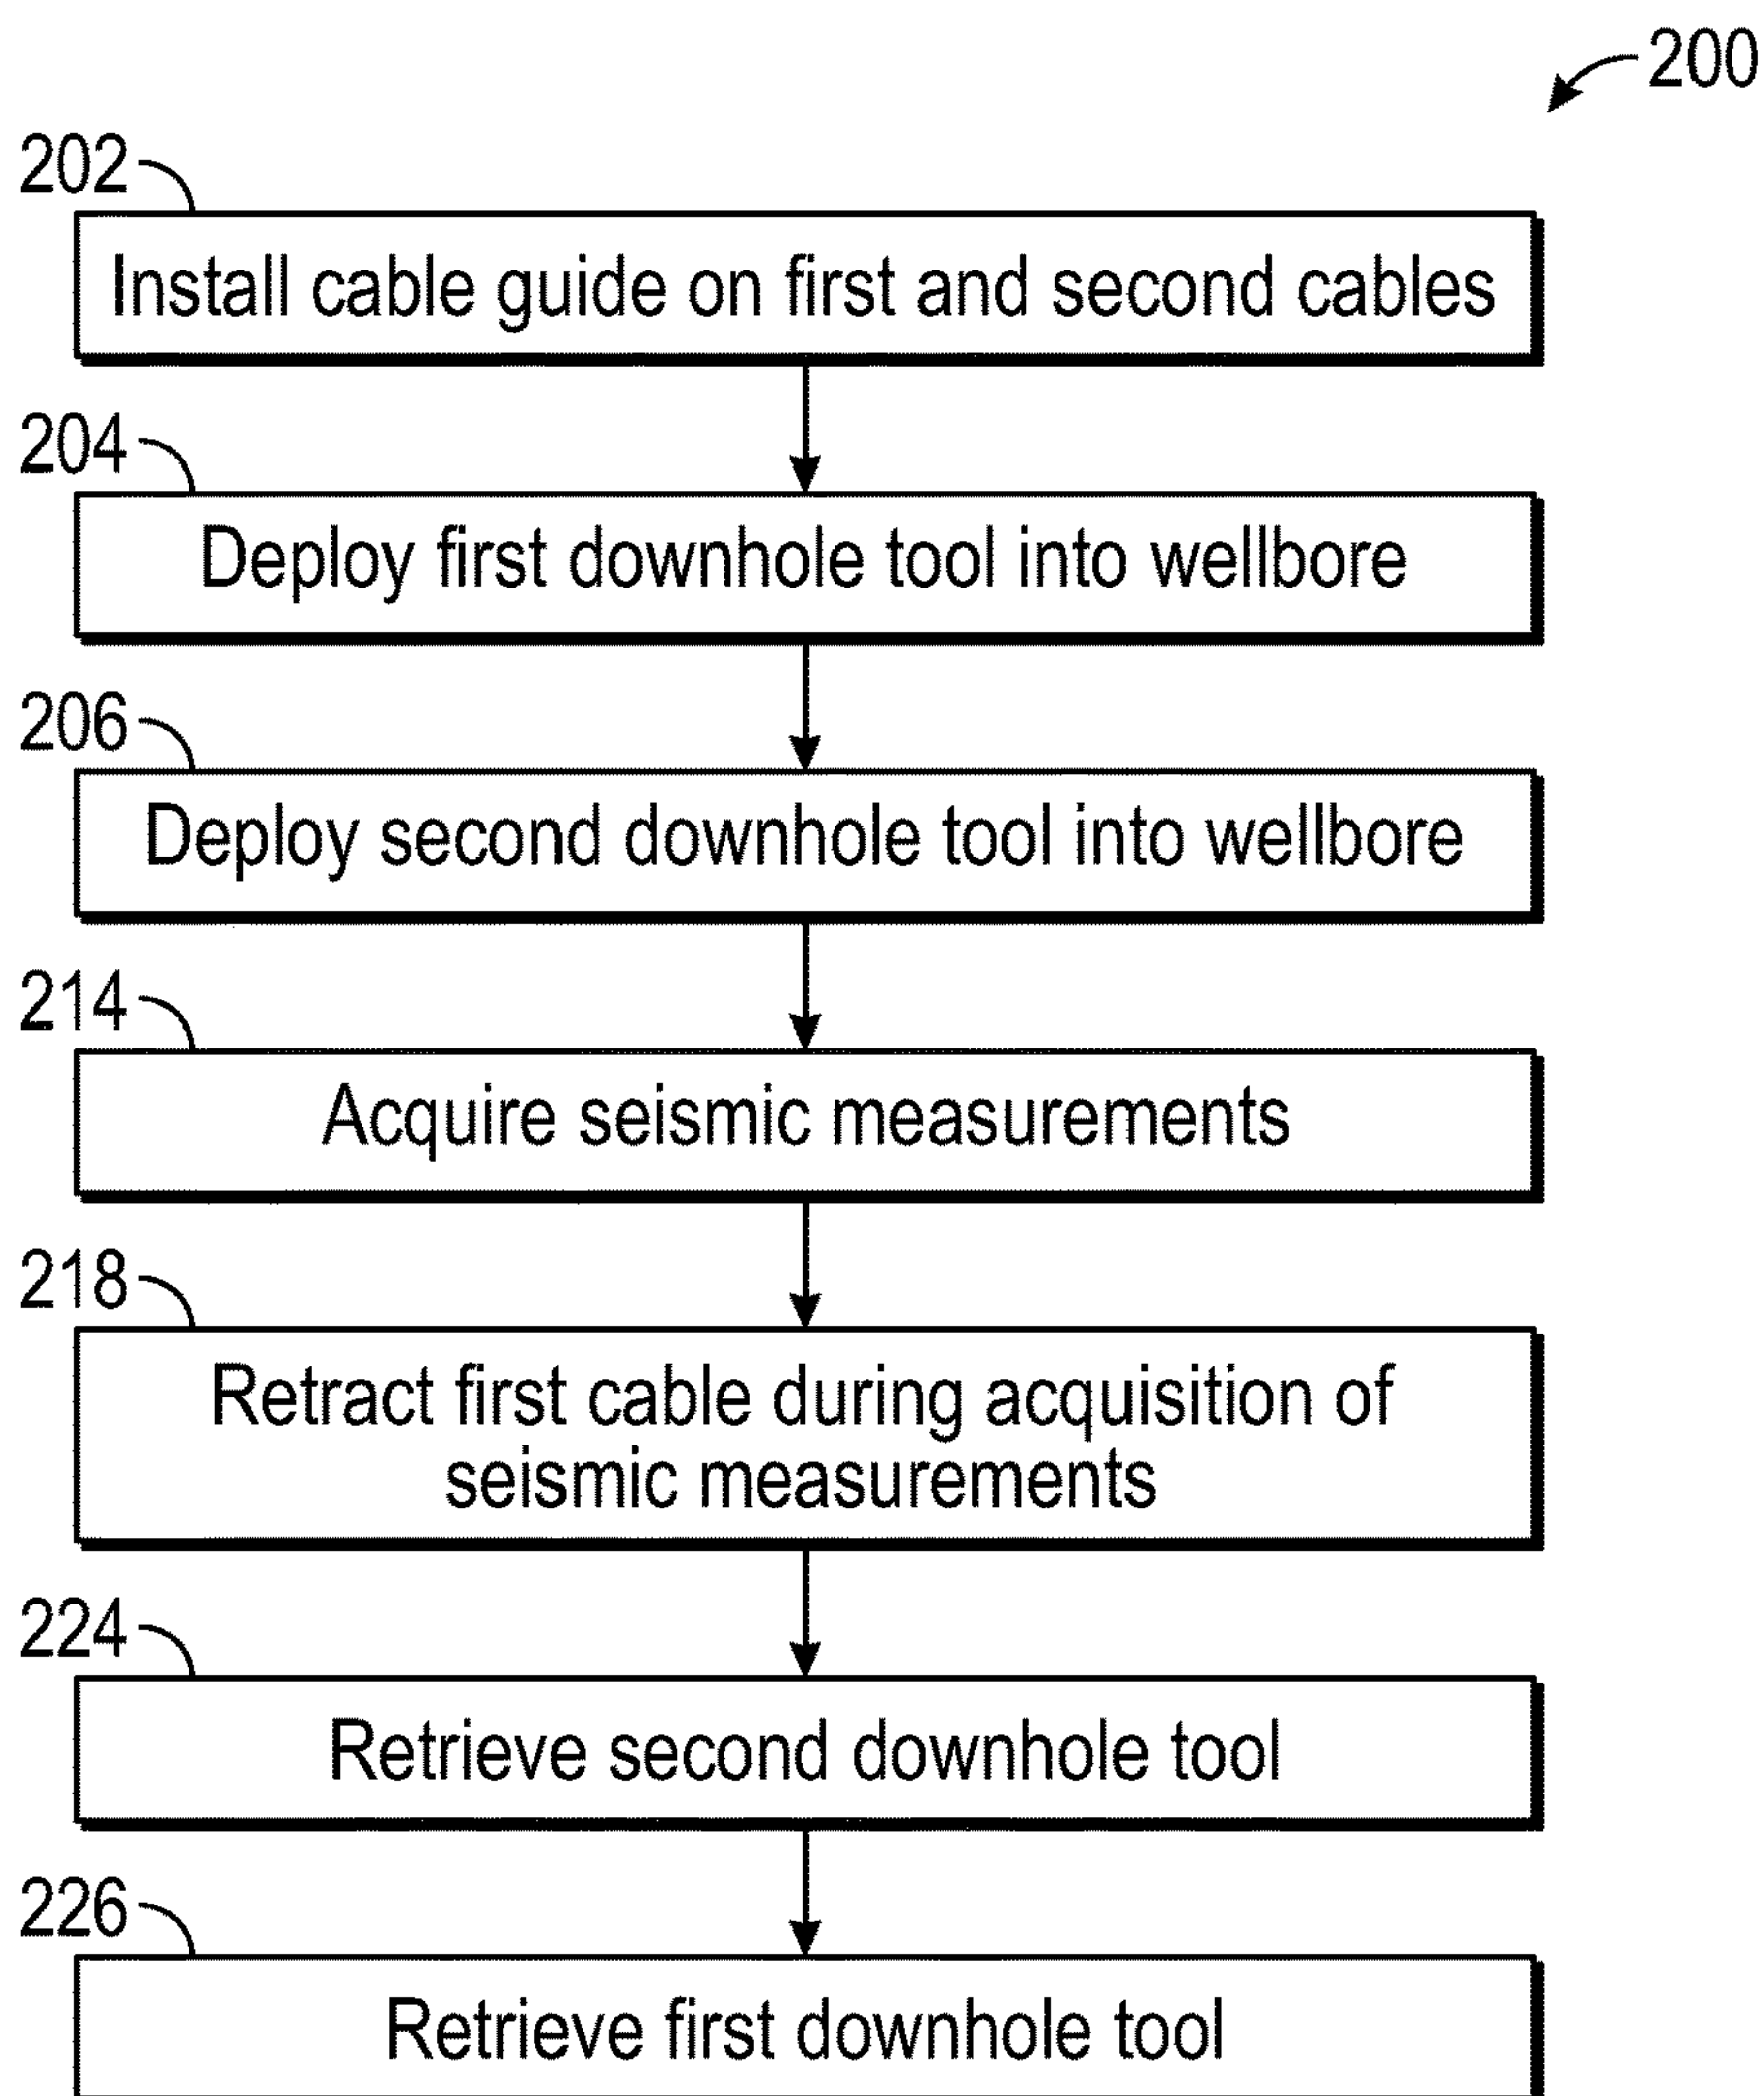 200
202
Install cable guide on first and second cables
204
Deploy first downhole tool into wellbore
206
Deploy second downhole tool into wellbore
214
Acquire seismic measurements
218
Retract first cable during acquisition of
seismic measurements
224
Retrieve second downhole tool
226
Retrieve first downhole tool